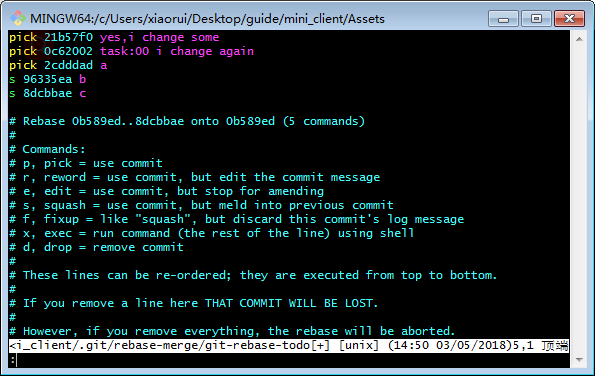 MINGW64:/c/Users/xiaorui/Desktop/guide/mini_client/Assets
pick 21b57f0 yes,i change some
pick 0c62002 task:00 i change again
pick 2cdddad a
s 96335ea b
s 8dcbbae c
# Rebase 0b589ed..8dcbbae onto 0b589ed (5 commands)
#
# Commands:
# p, pick = use commit
# r, reword = use commit, but edit the commit message
# e, edit = use commit, but stop for amending
# s, squash = use commit, but meld into previous commit
# f, fixup = like "squash", but discard this commit's log message
# x, exec = run command (the rest of the line) using shell
# d, drop = remove commit
#
# These lines can be re-ordered; they are executed from top to bottom.
#
# If you remove a line here THAT COMMIT WILL BE LOST.
#
# However, if you remove everything, the rebase will be aborted.
<i_client/.git/rebase-merge/git-rebase-todo[+] [unix] (14:50 03/05/2018)5,1 顶端
: